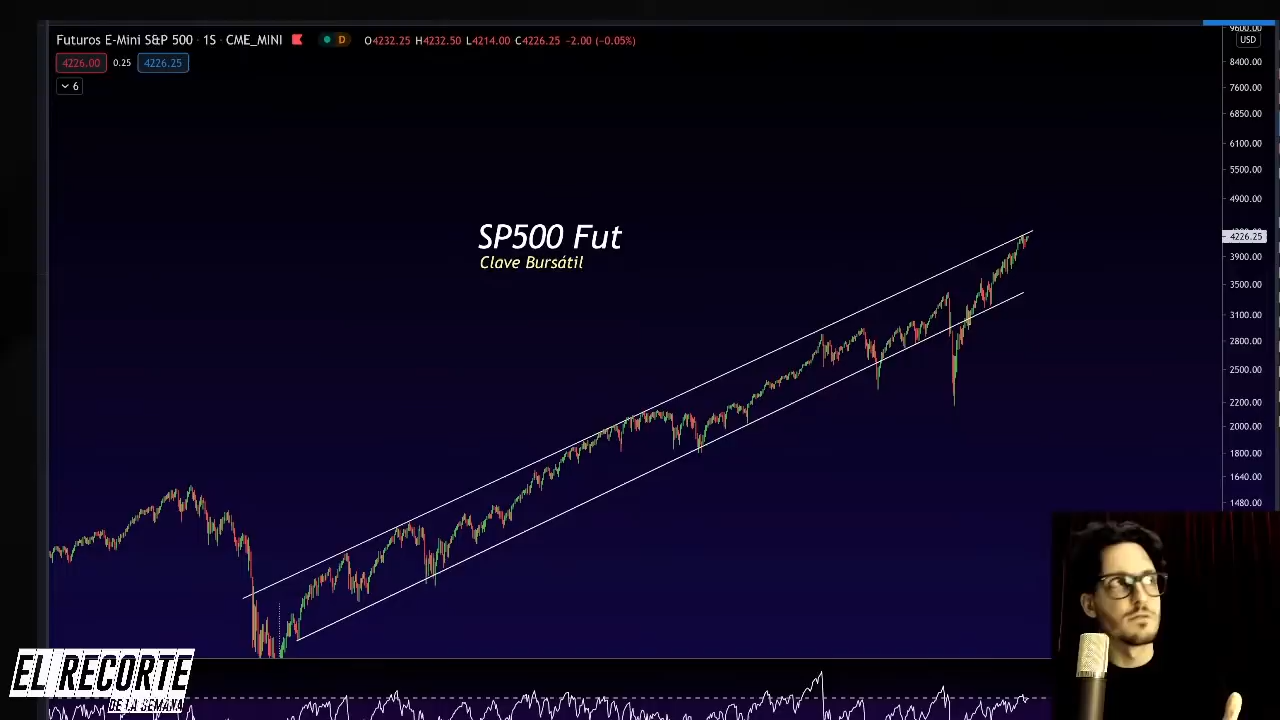 Futuros E-Mini S&P 500 · 1S · CME_MINI D O4232.25 H4232.50 L4214.00 C4226.25 −2.00 (−0.05%)
4226.00 0.25 4226.25
6
9600.00
USD
8400.00
7600.00
6850.00
6100.00
5500.00
4900.00
4226.25
3900.00
3500.00
3100.00
2800.00
2500.00
2200.00
2000.00
1800.00
1640.00
1480.00
SP500 Fut
Clave Bursátil
EL RECORTE
DE LA SEMANA